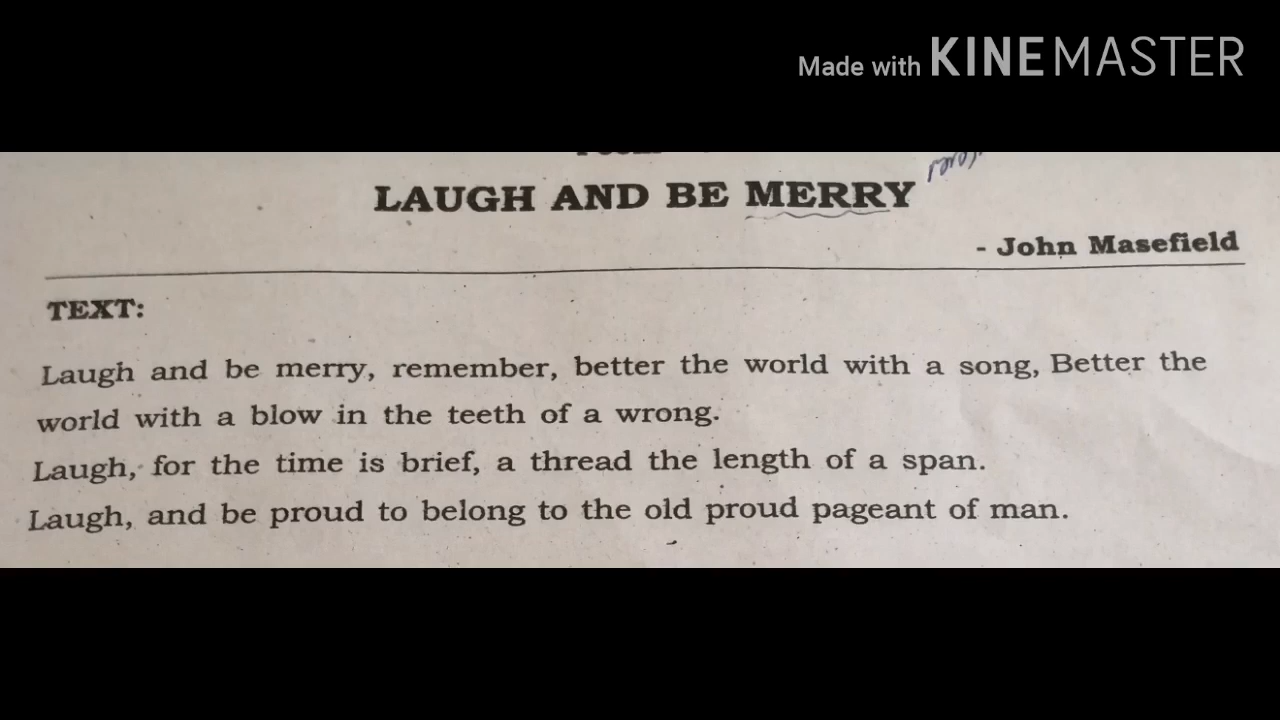 Made with KINEMASTER
LAUGH AND BE MERRY
- John Masefield
TEXT:
Laugh and be merry, remember, better the world with a song, Better the
world with a blow in the teeth of a wrong.
Laugh, for the time is brief, a thread the length of a span.
Laugh, and be proud to belong to the old proud pageant of man.